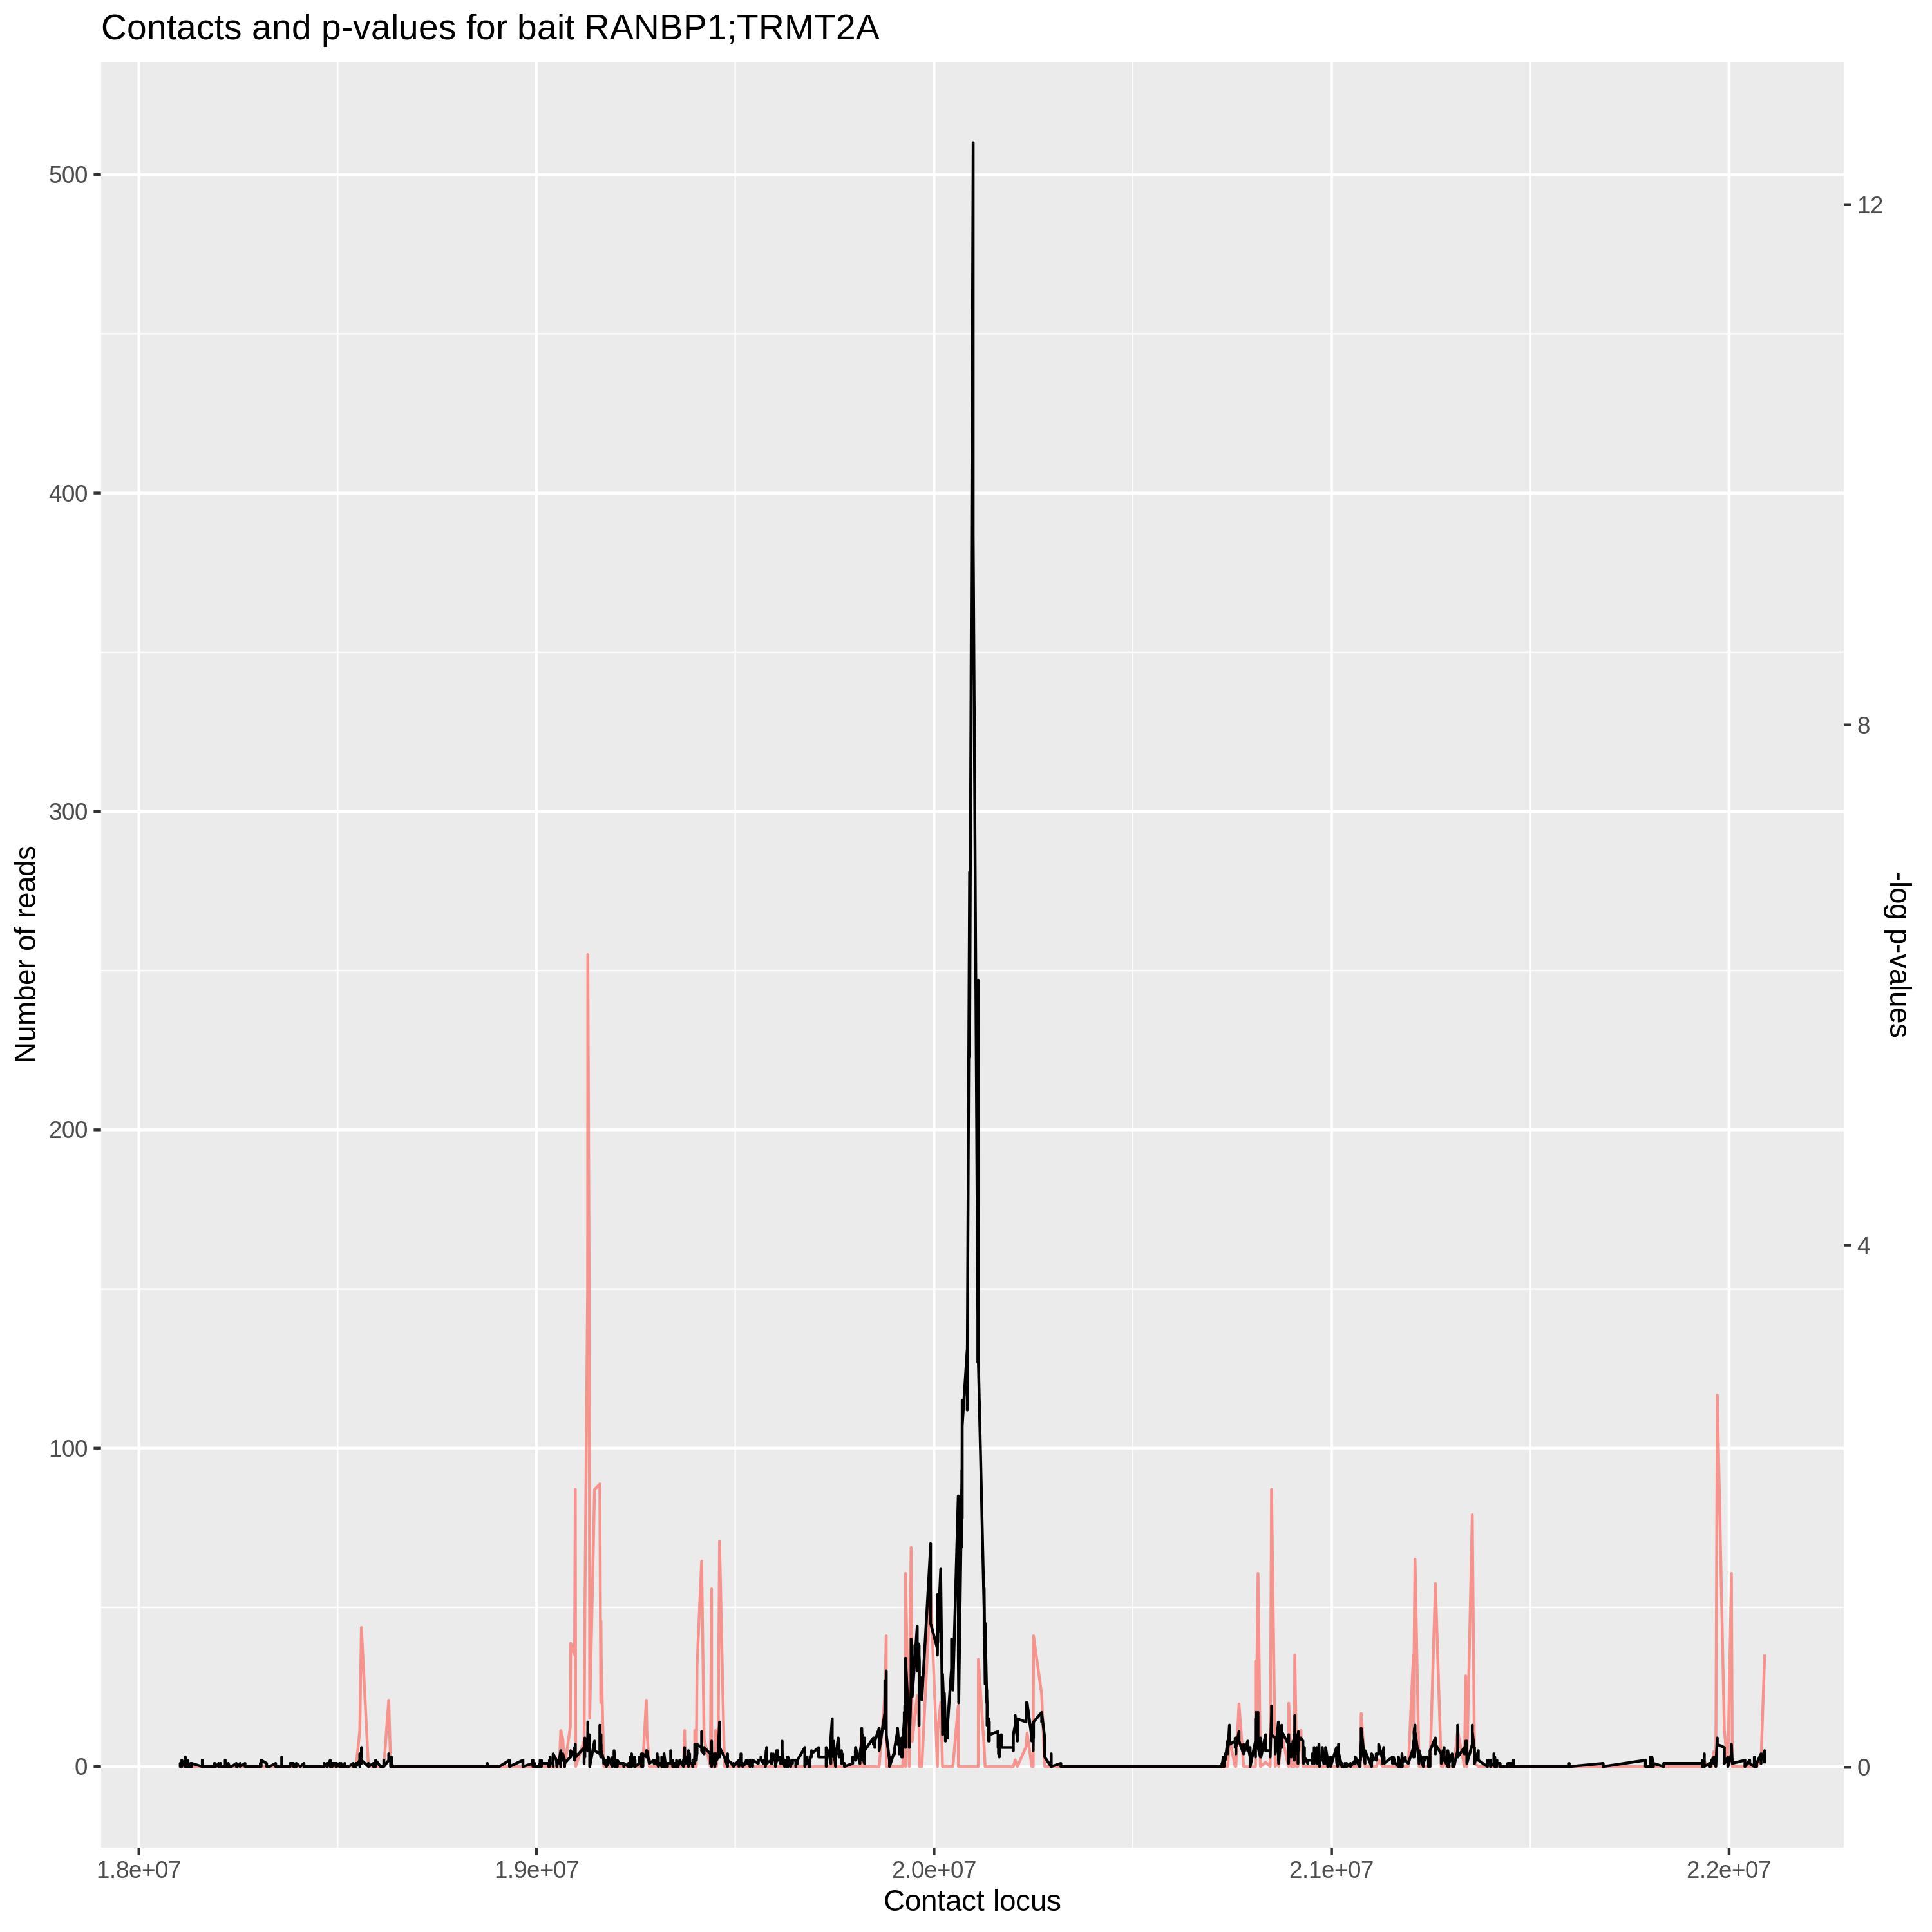 Contacts and p-values for bait RANBP1;TRMT2A
500
400
300
200
100
0
Number of reads
12
8
4
0
-log p-values
1.8e+07 1.9e+07 2.0e+07 2.1e+07 2.2e+07
Contact locus